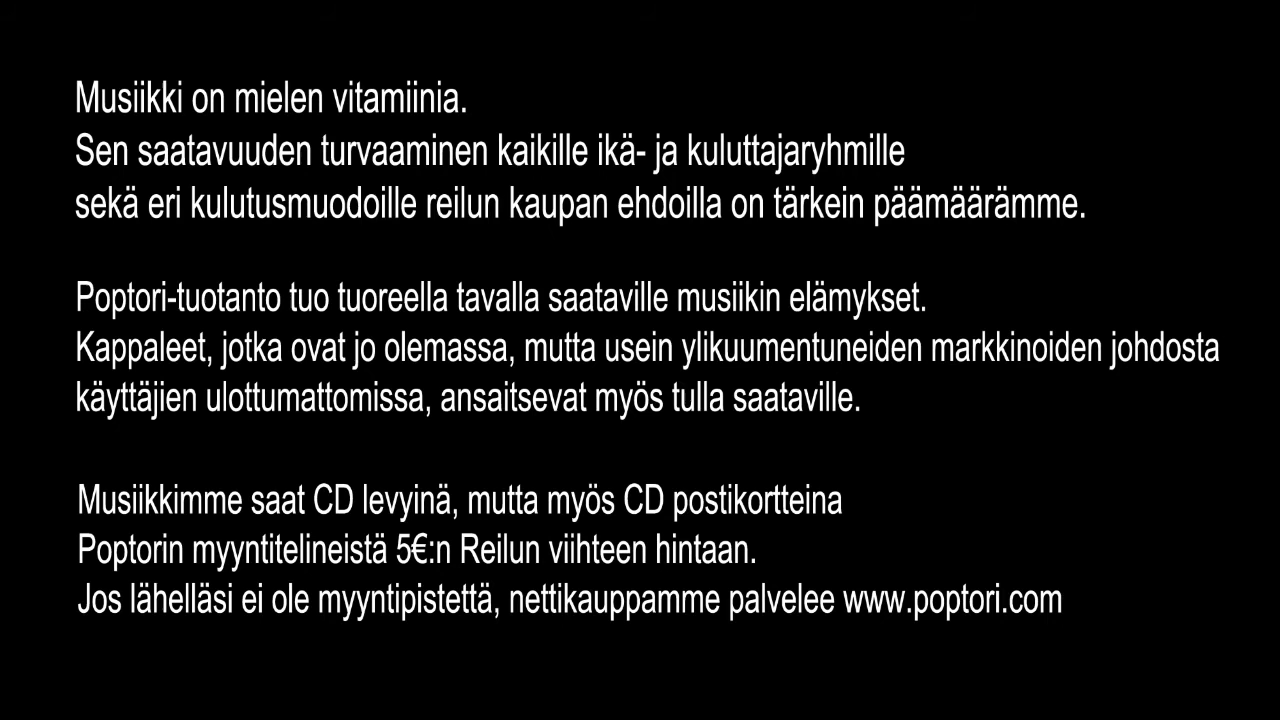 Musiikki on mielen vitamiinia.
Sen saatavuuden turvaaminen kaikille ikä- ja kuluttajaryhmille
sekä eri kulutusmuodoille reilun kaupan ehdoilla on tärkein päämäärämme.
Poptori-tuotanto tuo tuoreella tavalla saataville musiikin elämykset.
Kappaleet, jotka ovat jo olemassa, mutta usein ylikuumentuneiden markkinoiden johdosta
käyttäjien ulottumattomissa, ansaitsevat myös tulla saataville.
Musiikkimme saat CD levyinä, mutta myös CD postikortteina
Poptorin myyntitelineistä 5€:n Reilun viihteen hintaan.
Jos lähelläsi ei ole myyntipistettä, nettikauppamme palvelee www.poptori.com